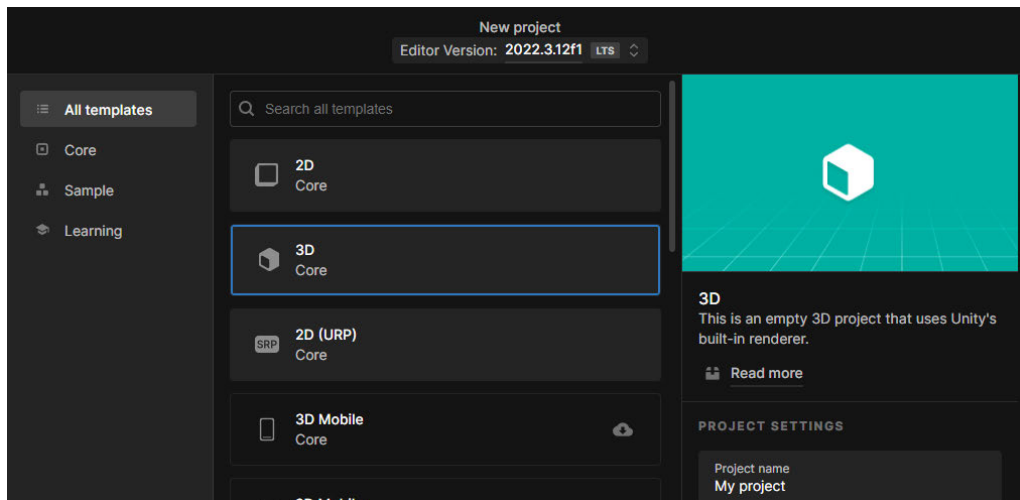 New project
Editor Version: 2022.3.12f1 LTS
All templates
Core
Sample
Learning
Search all templates
2D
Core
3D
Core
SRP
2D (URP)
Core
3D Mobile
Core
3D
This is an empty 3D project that uses Unity's
built-in renderer.
Read more
PROJECT SETTINGS
Project name
My project